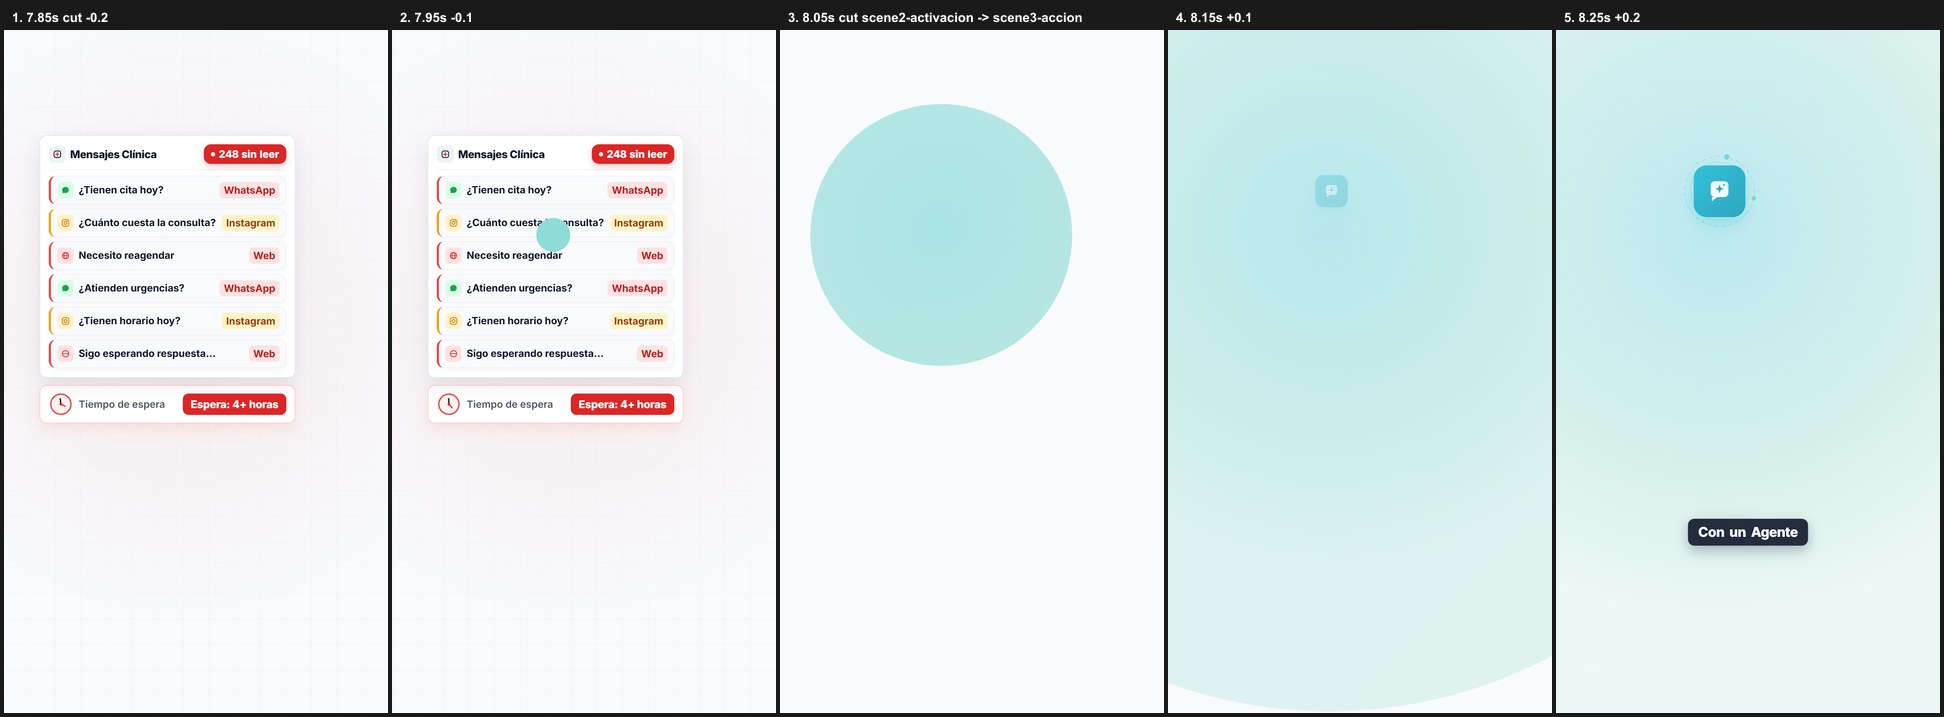 1. 7.85s cut -0.2
Mensajes Clínica
• 248 sin leer
¿Tienen cita hoy?
WhatsApp
¿Cuánto cuesta la consulta?
Instagram
Necesito reagendar
Web
¿Atienden urgencias?
WhatsApp
¿Tienen horario hoy?
Instagram
Sigo esperando respuesta...
Web
Tiempo de espera
Espera: 4+ horas
2. 7.95s -0.1
Mensajes Clínica
• 248 sin leer
¿Tienen cita hoy?
WhatsApp
¿Cuánto cuesta onsulta?
Instagram
Necesito reagendar
Web
¿Atienden urgencias?
WhatsApp
¿Tienen horario hoy?
Instagram
Sigo esperando respuesta...
Web
Tiempo de espera
Espera: 4+ horas
3. 8.05s cut scene2-activacion -> scene3-accion
4. 8.15s +0.1
5. 8.25s +0.2
Con un Agente